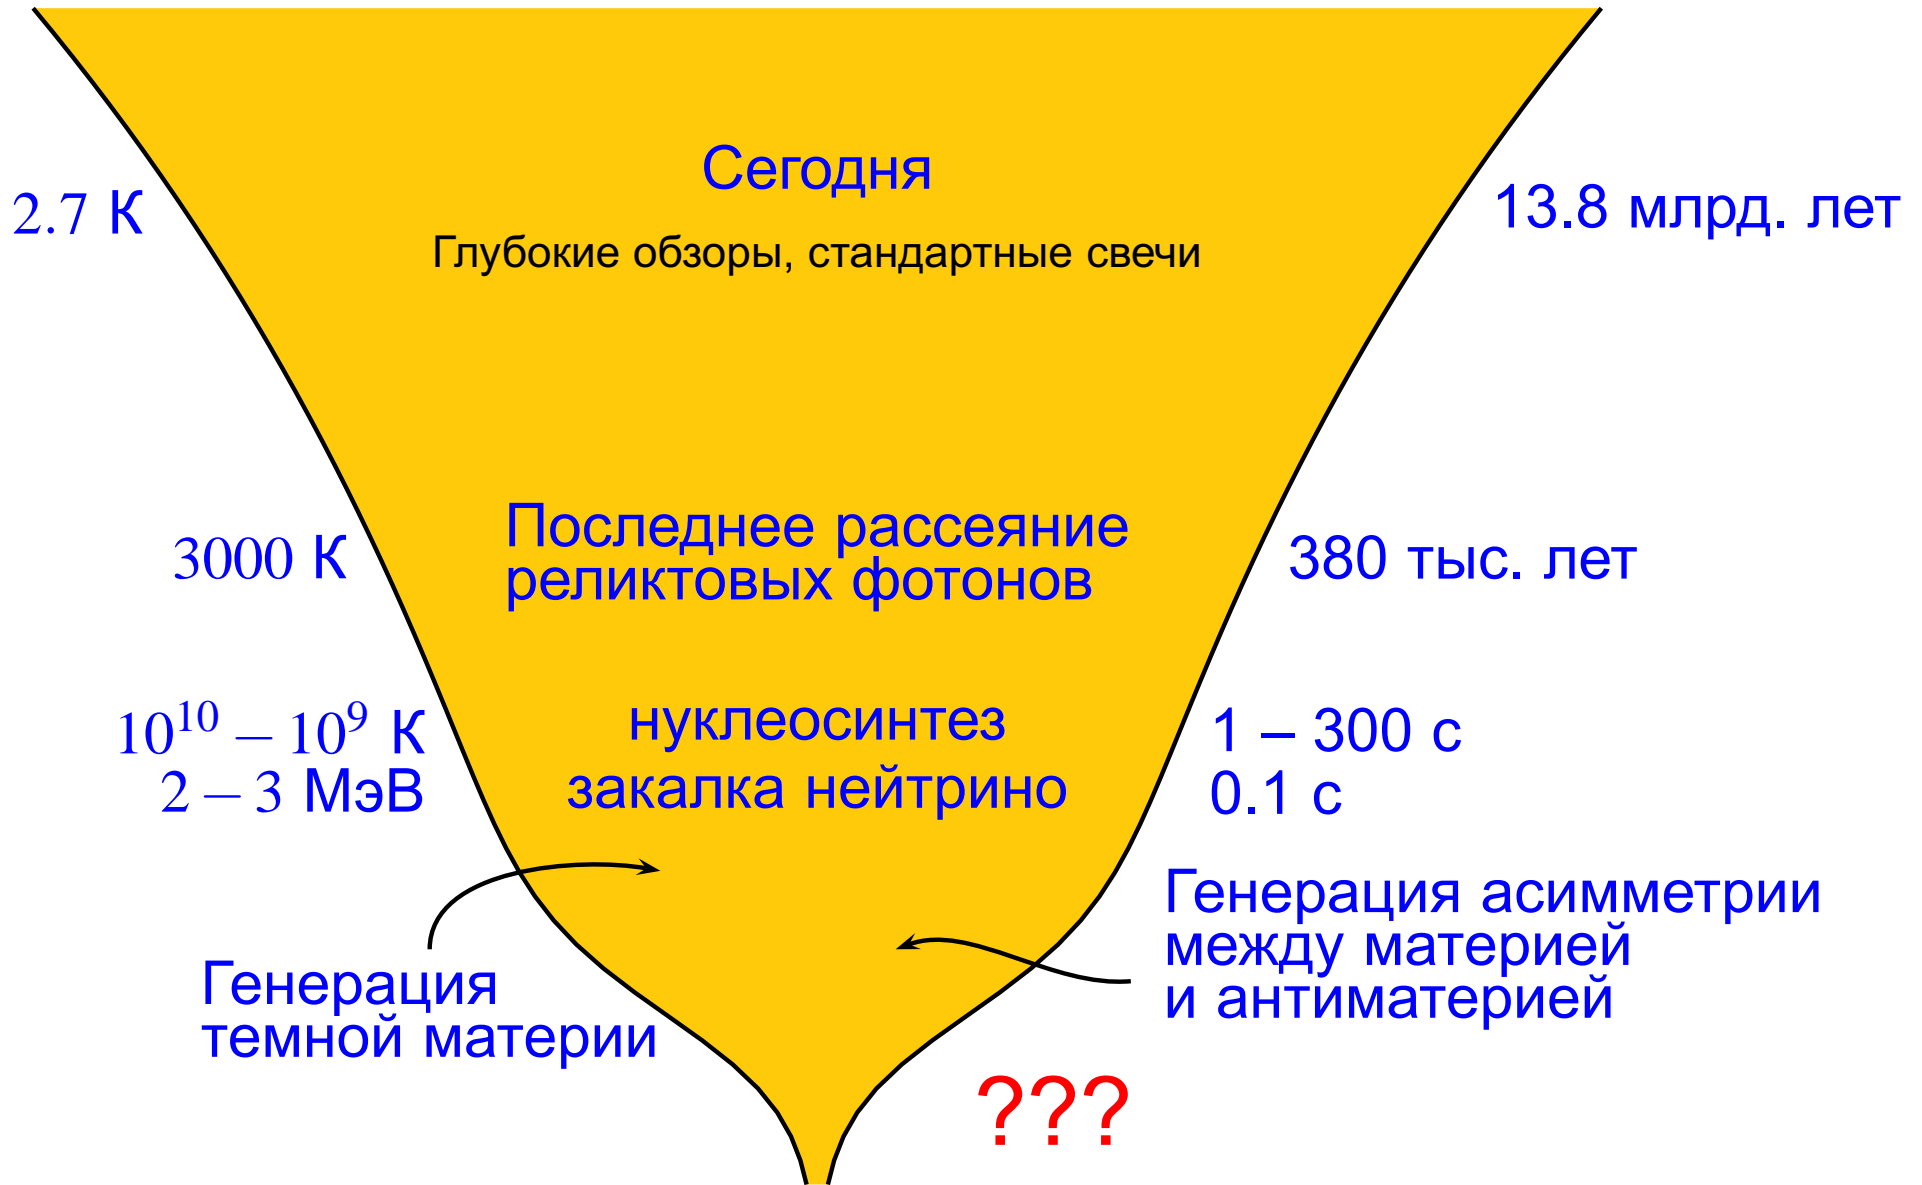 Сегодня
2.7 К
13.8 млрд. лет
Глубокие обзоры, стандартные свечи
Последнее рассеяние
реликтовых фотонов
3000 К
380 тыс. лет
10¹⁰ – 10⁹ К
нуклеосинтез
1 – 300 с
2 – 3 МэВ
закалка нейтрино
0.1 с
Генерация
темной материи
Генерация асимметрии
между материей
и антиматерией
???